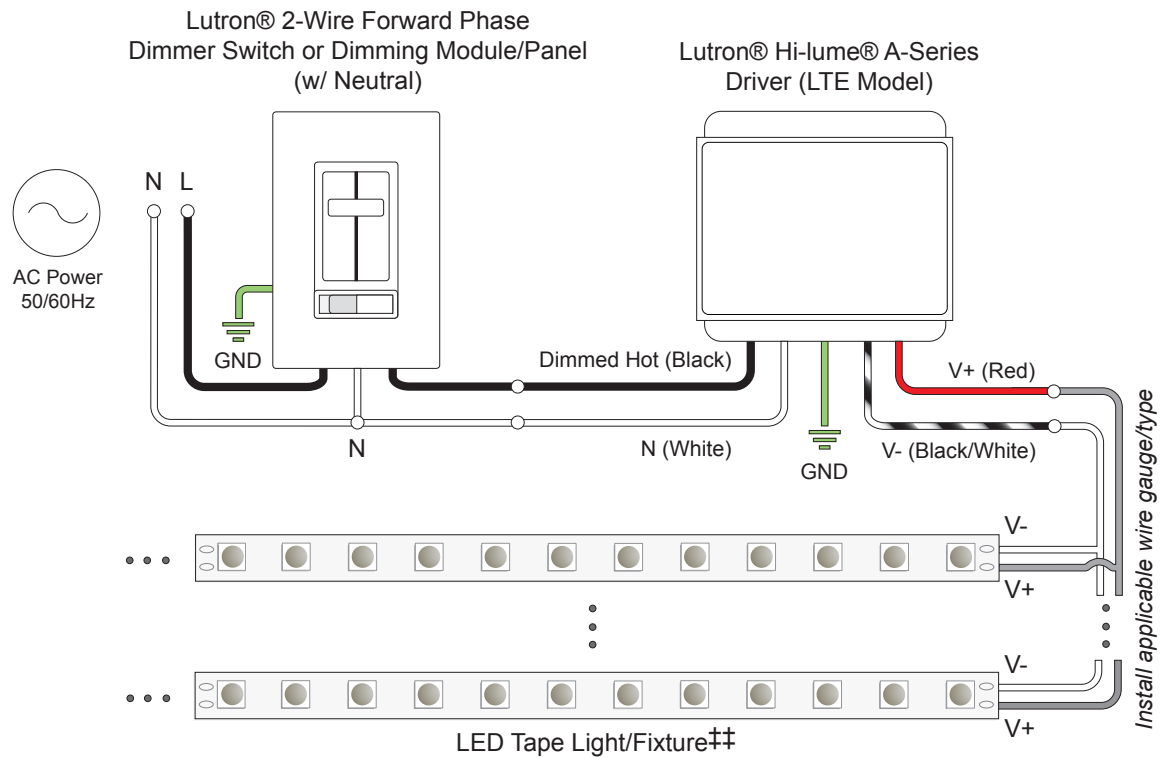 Lutron® 2-Wire Forward Phase
Dimmer Switch or Dimming Module/Panel
(w/ Neutral)
Lutron® Hi-lume® A-Series
Driver (LTE Model)
N L
AC Power
50/60Hz
GND
Dimmed Hot (Black)
V+ (Red)
N
N (White)
GND
V- (Black/White)
Install applicable wire gauge/type
V-
V+
V-
V+
LED Tape Light/Fixture‡‡